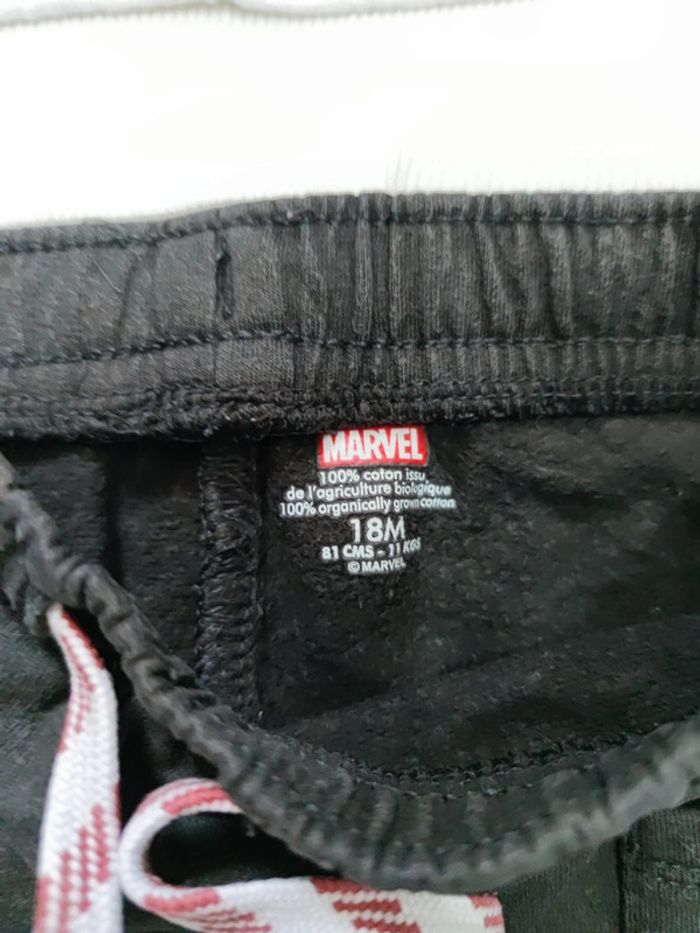 MARVEL
100% coton issu
de l'agriculture biologique
100% organically grown cotton
18M
81 CMS - 11 KGS
© MARVEL